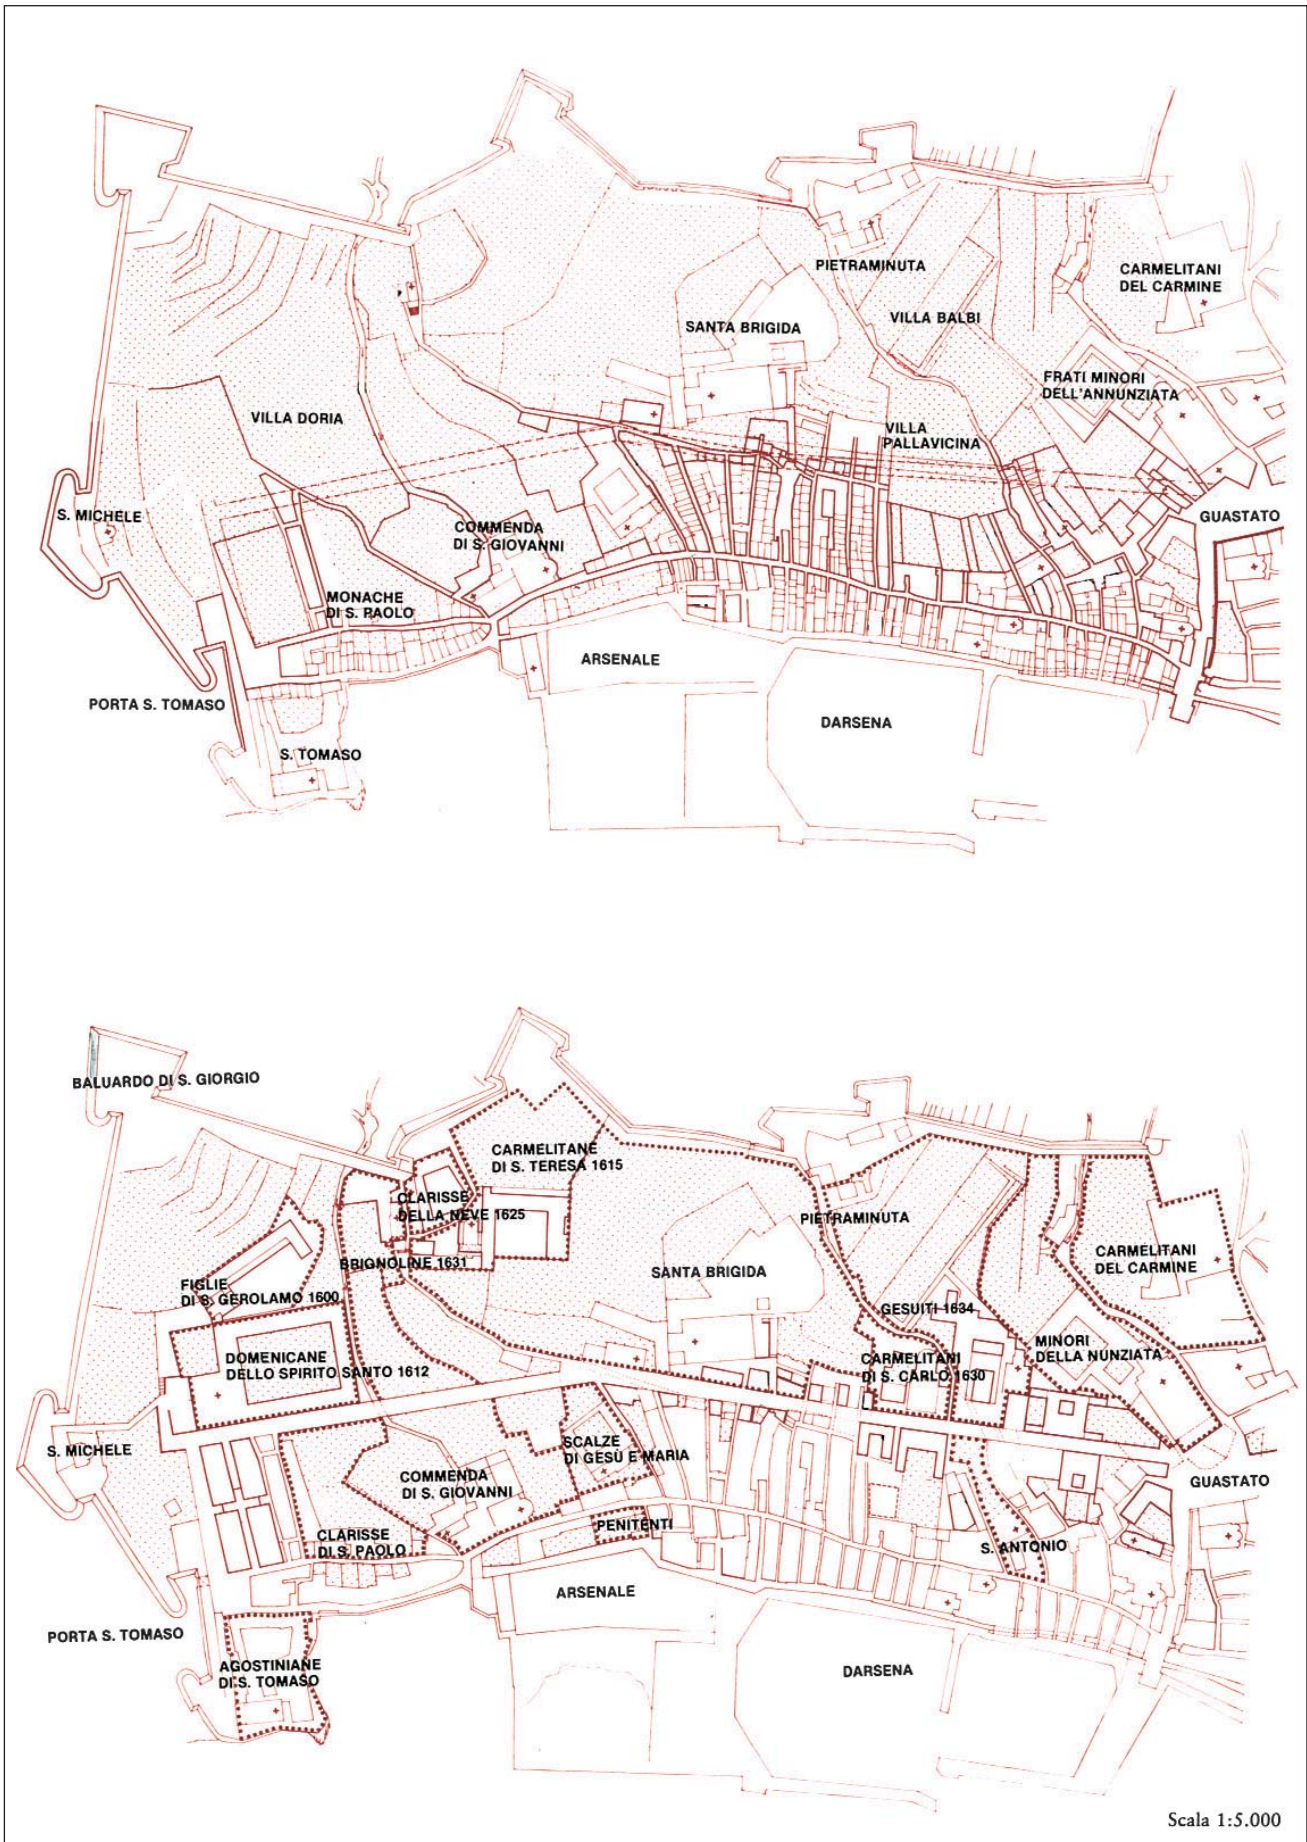 PIETRAMINUTA
CARMELITANI
DEL CARMINE
VILLA BALBI
SANTA BRIGIDA
FRATI MINORI
DELL'ANNUNZIATA
VILLA DORIA
VILLA
PALLAVICINA
S. MICHELE
GUASTATO
COMMENDA
DI S. GIOVANNI
MONACHE
DI S. PAOLO
ARSENALE
PORTA S. TOMASO
DARSENA
S. TOMASO
BALUARDO DI S. GIORGIO
CARMELITANE
DI S. TERESA 1615
CLARISSE
DELLA NEVE 1625
PIETRAMINUTA
CARMELITANI
DEL CARMINE
BRIGNOLINE 1631
SANTA BRIGIDA
FIGLIE
DI S. GEROLAMO 1600
GESUITI 1634
MINORI
DELLA NUNZIATA
DOMENICANE
DELLO SPIRITO SANTO 1612
CARMELITANI
DI S. CARLO 1630
S. MICHELE
SCALZE
DI GESÙ E MARIA
COMMENDA
DI S. GIOVANNI
GUASTATO
PENITENTI
CLARISSE
DI S. PAOLO
S. ANTONIO
ARSENALE
PORTA S. TOMASO
AGOSTINIANE
DI S. TOMASO
DARSENA
Scala 1:5.000